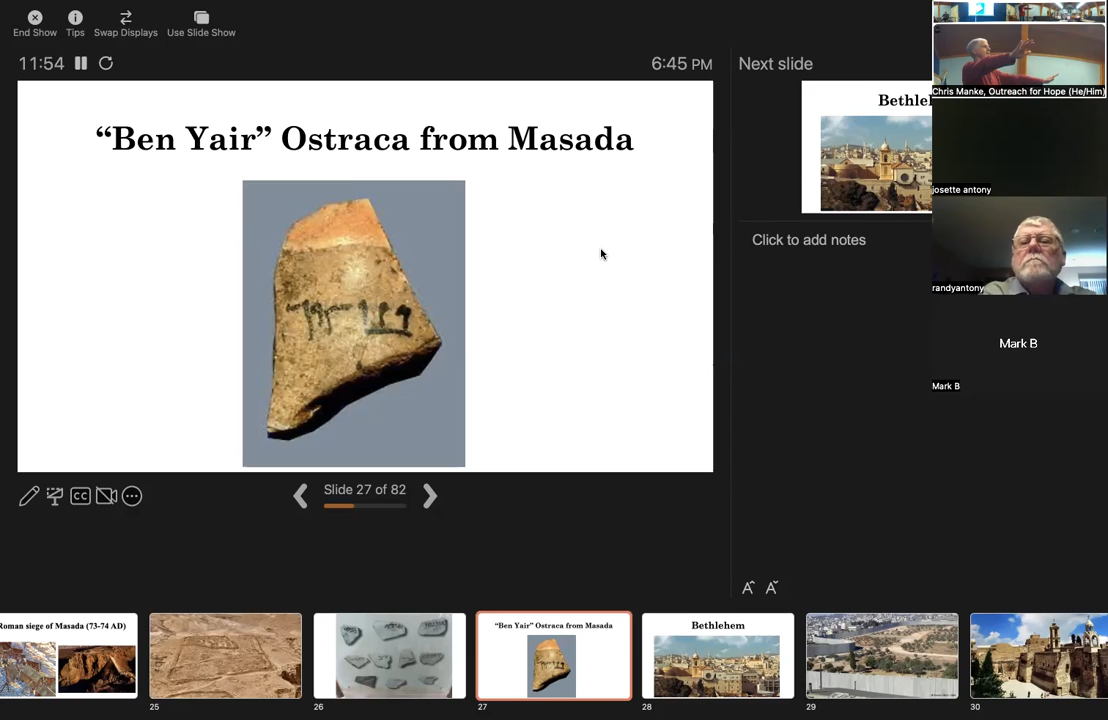 End Show
Tips
Swap Displays
Use Slide Show
11:54
6:45 PM
Next slide
“Ben Yair” Ostraca from Masada
Click to add notes
Slide 27 of 82
Chris Manke, Outreach for Hope (He/Him)
josette antony
randyantony
Mark B
Mark B
Roman siege of Masada (73-74 AD)
“Ben Yair” Ostraca from Masada
Bethlehem
25
26
27
28
29
30